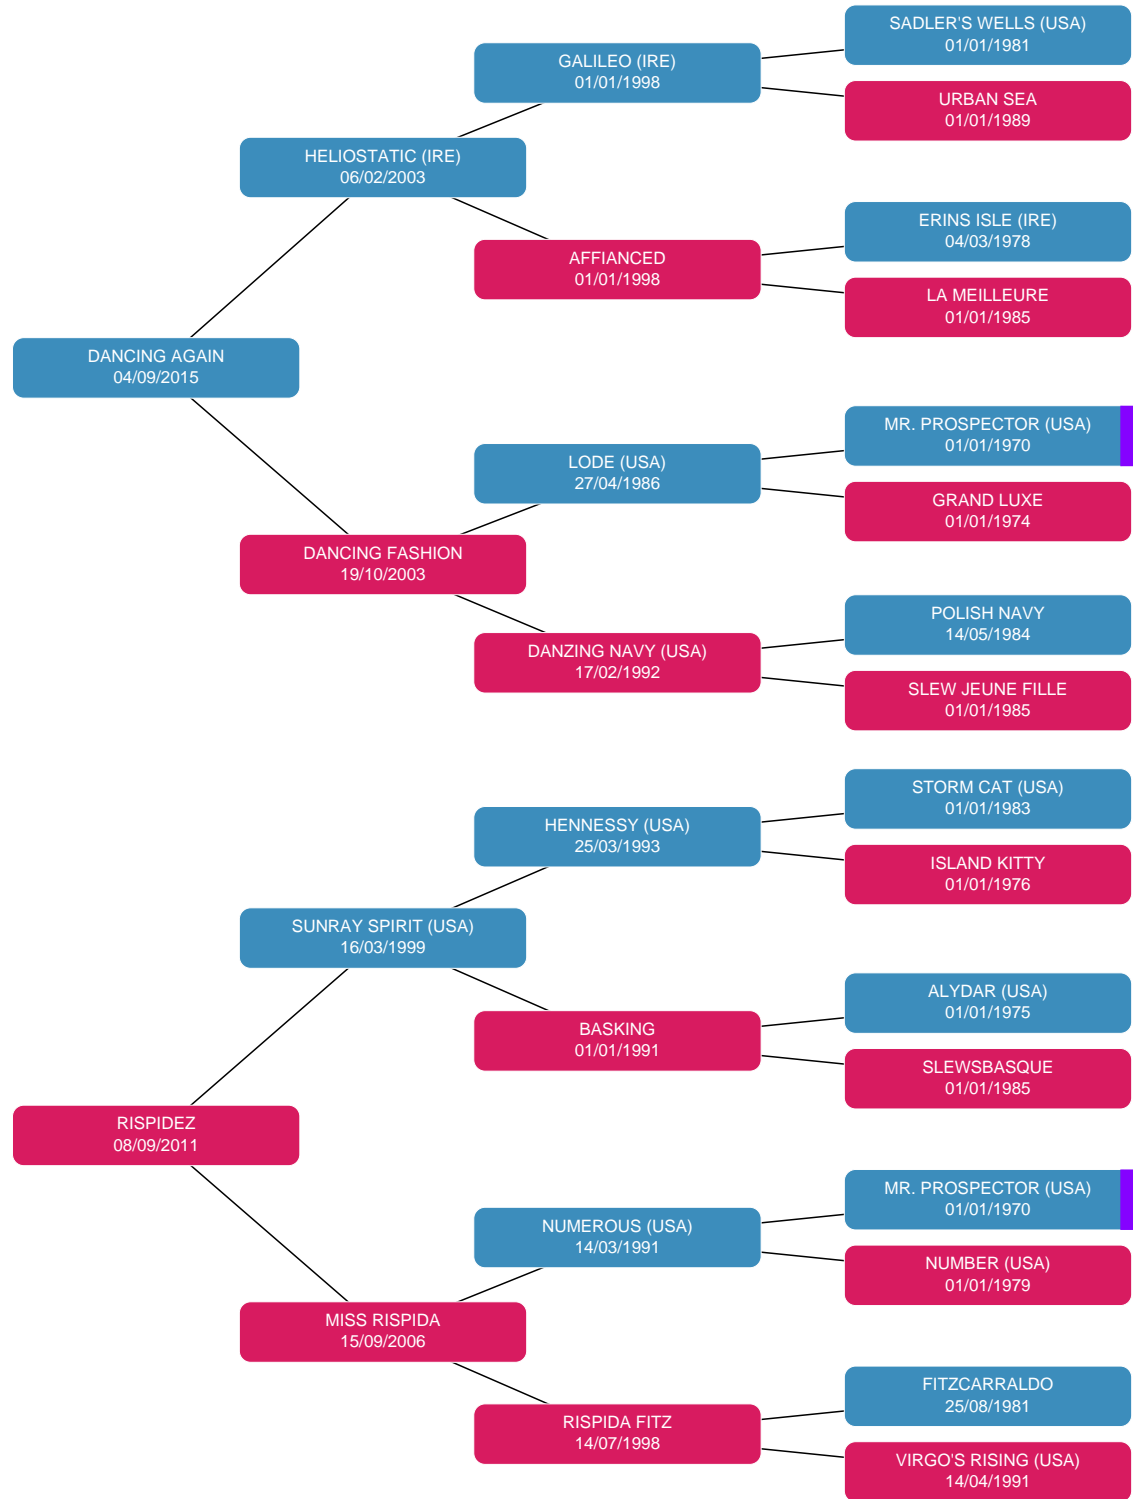 SADLER'S WELLS (USA)
01/01/1981
GALILEO (IRE)
01/01/1998
URBAN SEA
01/01/1989
HELIOSTATIC (IRE)
06/02/2003
ERINS ISLE (IRE)
04/03/1978
AFFIANCED
01/01/1998
LA MEILLEURE
01/01/1985
DANCING AGAIN
04/09/2015
MR. PROSPECTOR (USA)
01/01/1970
LODE (USA)
27/04/1986
GRAND LUXE
01/01/1974
DANCING FASHION
19/10/2003
POLISH NAVY
14/05/1984
DANZING NAVY (USA)
17/02/1992
SLEW JEUNE FILLE
01/01/1985
STORM CAT (USA)
01/01/1983
HENNESSY (USA)
25/03/1993
ISLAND KITTY
01/01/1976
SUNRAY SPIRIT (USA)
16/03/1999
ALYDAR (USA)
01/01/1975
BASKING
01/01/1991
SLEWSBASQUE
01/01/1985
RISPIDEZ
08/09/2011
MR. PROSPECTOR (USA)
01/01/1970
NUMEROUS (USA)
14/03/1991
NUMBER (USA)
01/01/1979
MISS RISPIDA
15/09/2006
FITZCARRALDO
25/08/1981
RISPIDA FITZ
14/07/1998
VIRGO'S RISING (USA)
14/04/1991